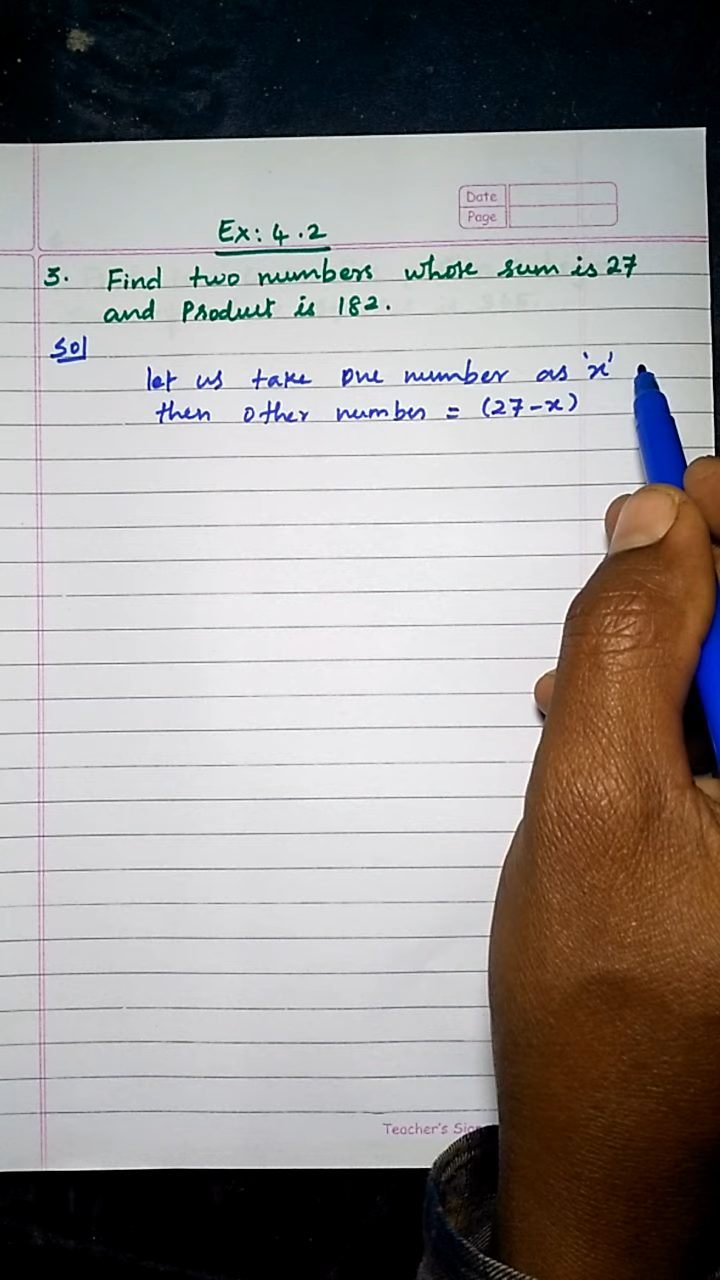 Date
Page
Ex: 4.2
3. Find two numbers whose sum is 27
and Product is 182.
Sol
let us take one number as 'x'
then other number = (27-x)
Teacher's